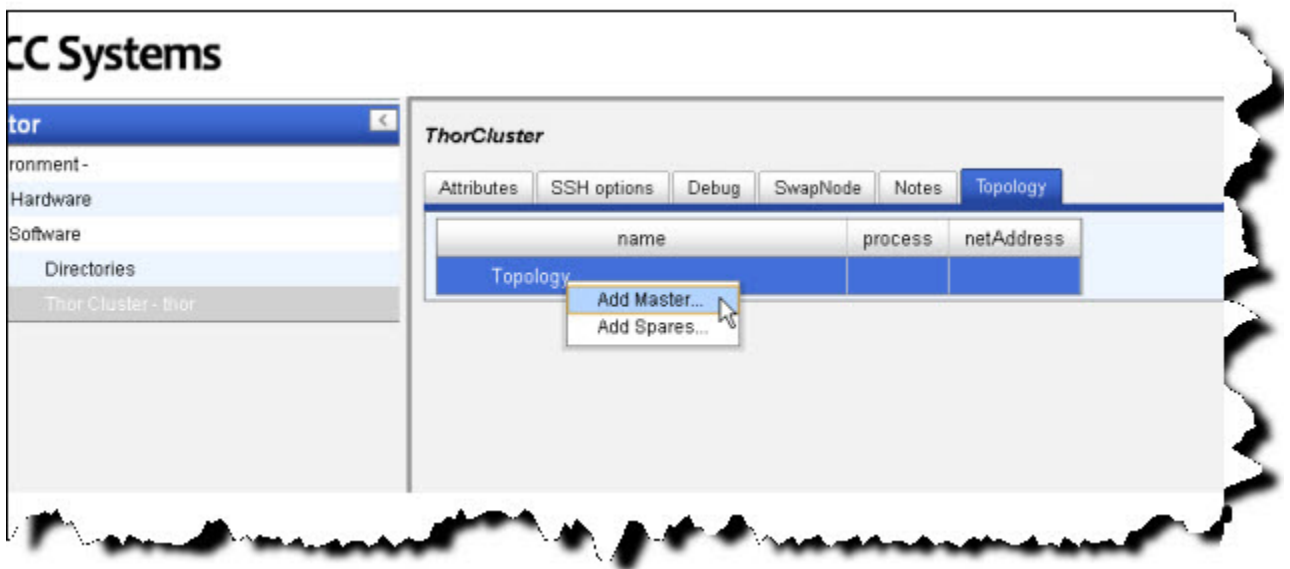 CC Systems
tor
ronment -
Hardware
Software
Directories
Thor Cluster - thor
ThorCluster
Attributes SSH options Debug SwapNode Notes Topology
name process netAddress
Topology
Add Master...
Add Spares...